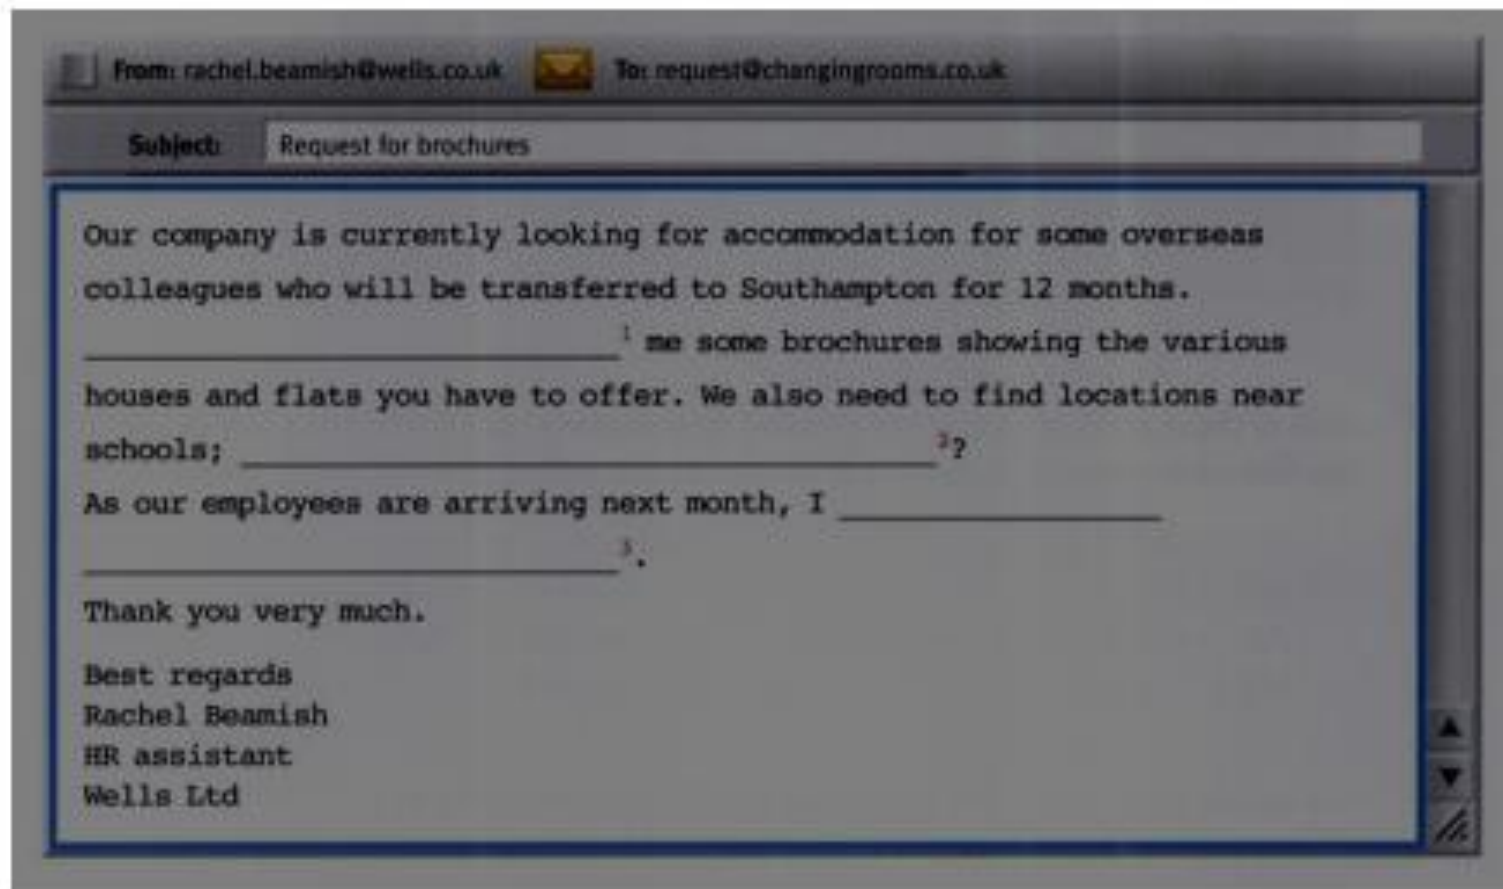 From: rachel.beamish@wells.co.uk To: request@changingrooms.co.uk
Subject: Request for brochures
Our company is currently looking for accommodation for some overseas
colleagues who will be transferred to Southampton for 12 months.
____________________ 1 me some brochures showing the various
houses and flats you have to offer. We also need to find locations near
schools; ____________________ 2?
As our employees are arriving next month, I ____________
____________________ 3.
Thank you very much.
Best regards
Rachel Beamish
HR assistant
Wells Ltd